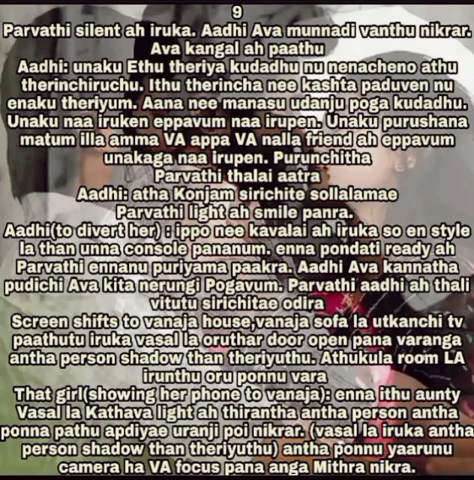 9
Parvathi silent ah iruka. Aadhi Ava munnadi vanthu nikrar.
Ava kangal ah paathu
Aadhi: unaku Ethu theriya kudadhu nu nenacheno athu
therinchiruchu. Ithu therincha nee kashta paduven nu
enaku theriyum. Aana nee manasu udanju poga kudadhu.
Unaku naa iruken eppavum naa irupen. Unaku purushana
matum illa amma VA appa VA nalla friend ah eppavum
unakaga naa irupen. Purunchitha
Parvathi thalai aatra
Aadhi: atha Konjam sirichite sollalamae
Parvathi light ah smile panra.
Aadhi(to divert her) : ippo nee kavalai ah iruka so en style
la than unna console pananum. enna pondati ready ah
Parvathi ennanu puriyama paakra. Aadhi Ava kannatha
pudichi Ava kita nerungi Pogavum. Parvathi aadhi ah thali
vitutu sirichitae odira
Screen shifts to vanaja house,vanaja sofa la utkanchi tv
paathutu iruka vasal la oruthar door open pana varanga
antha person shadow than theriyuthu. Athukula room LA
irunthu oru ponnu vara
That girl(showing her phone to vanaja): enna ithu aunty
Vasal la Kathava light ah thirantha antha person antha
ponna pathu apdiyae uranji poi nikrar. (vasal la iruka antha
person shadow than theriyuthu) antha ponnu yaarunu
camera ha VA focus pana anga Mithra nikra.